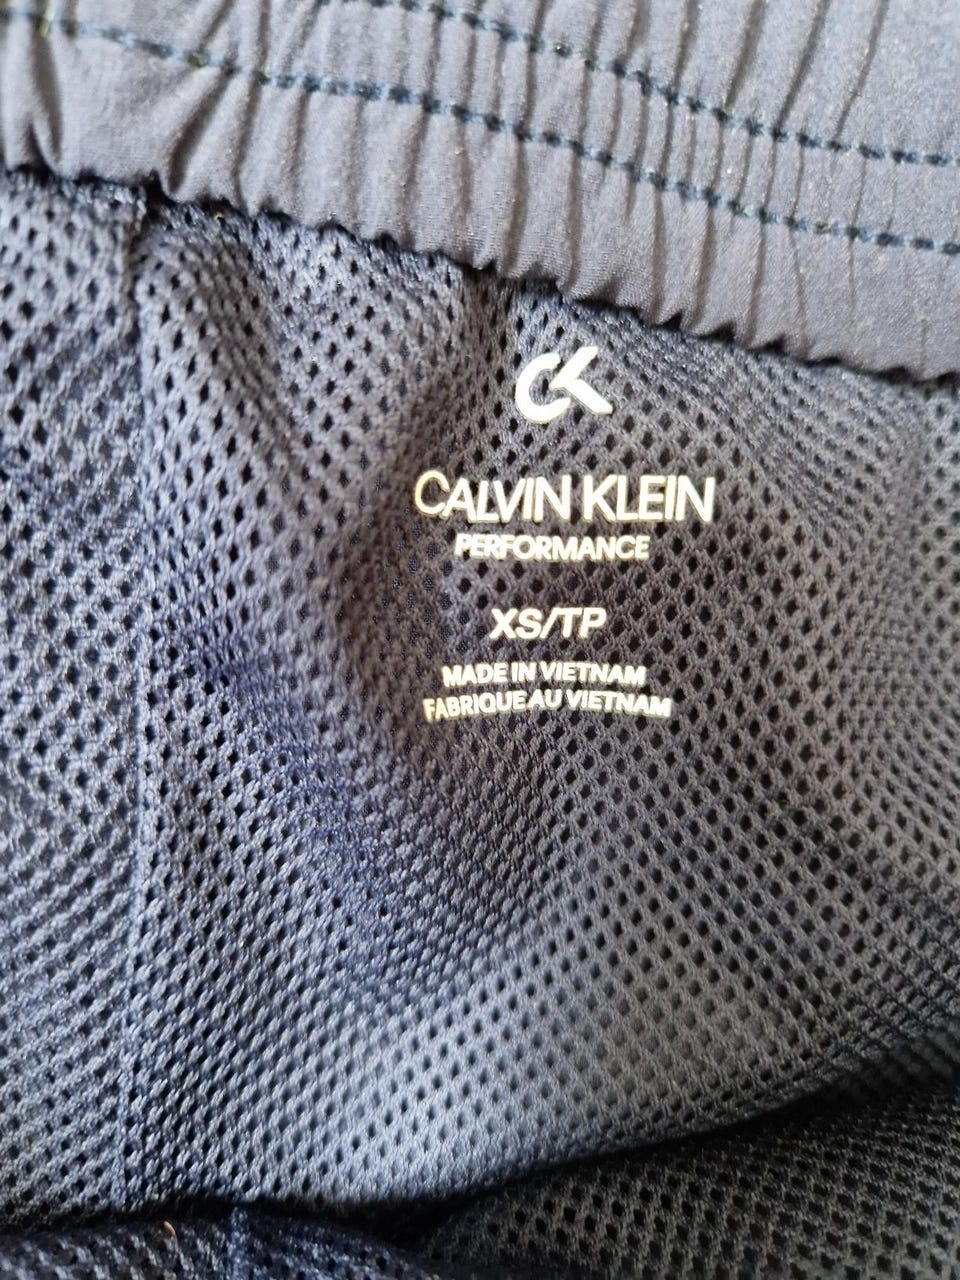 CK
CALVIN KLEIN
PERFORMANCE
XS/TP
MADE IN VIETNAM
FABRIQUE AU VIETNAM